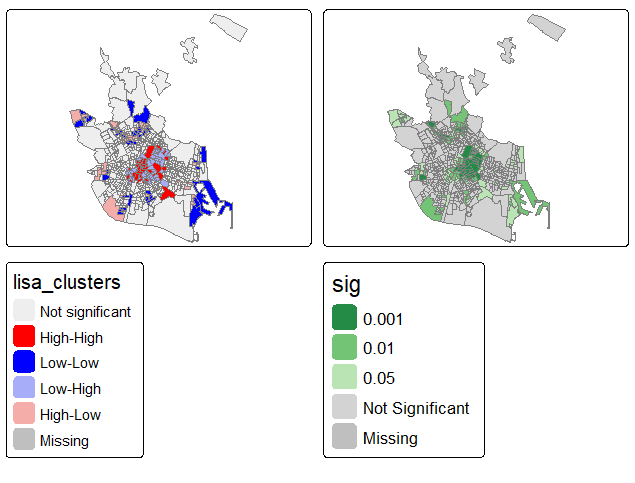 lisa_clusters
Not significant
High-High
Low-Low
Low-High
High-Low
Missing
sig
0.001
0.01
0.05
Not Significant
Missing